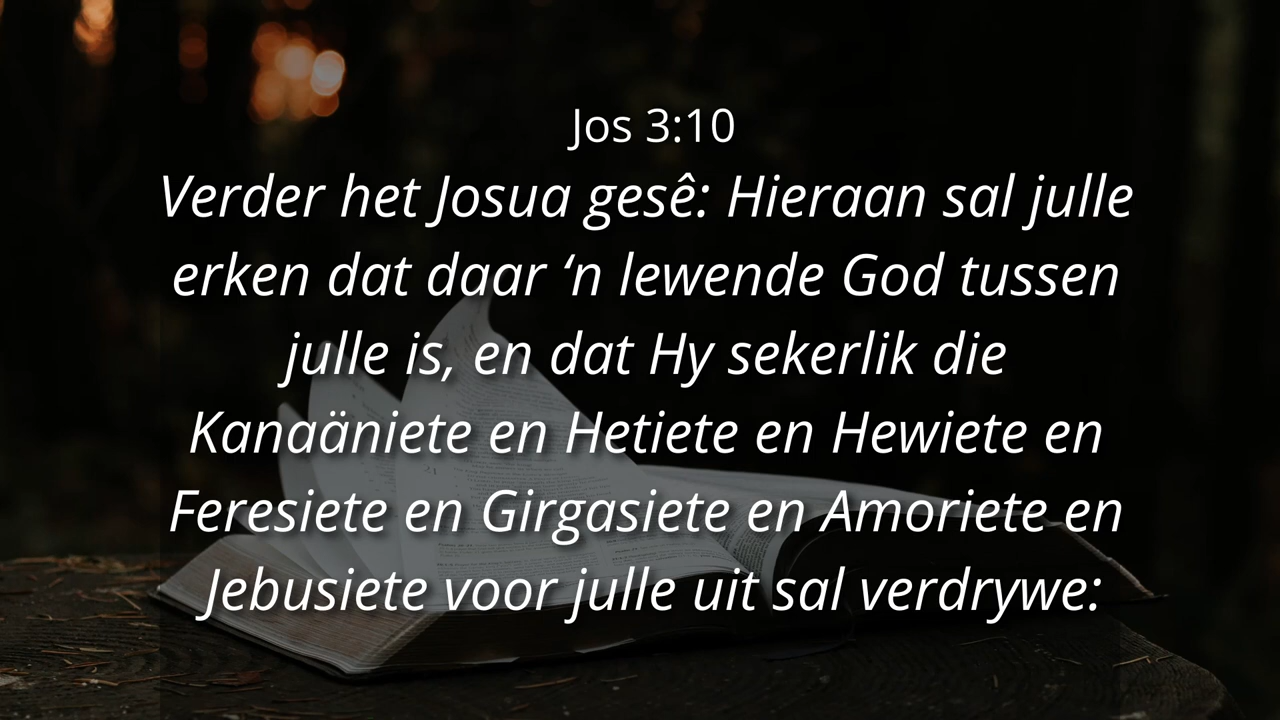 Jos 3:10
Verder het Josua gesê: Hieraan sal julle
erken dat daar ‘n lewende God tussen
julle is, en dat Hy sekerlik die
Kanaäniete en Hetiete en Hewiete en
Feresiete en Girgasiete en Amoriete en
Jebusiete voor julle uit sal verdrywe: